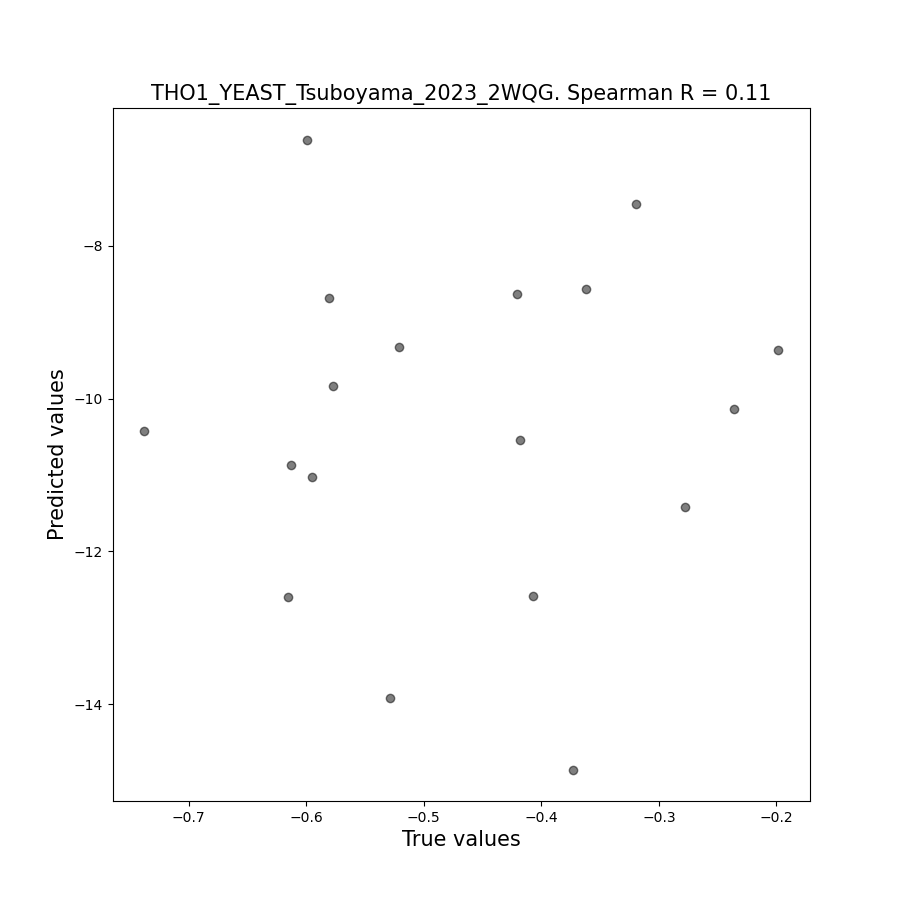 THO1_YEAST_Tsuboyama_2023_2WQG. Spearman R = 0.11
Predicted values
−8
−10
−12
−14
−0.7 −0.6 −0.5 −0.4 −0.3 −0.2
True values